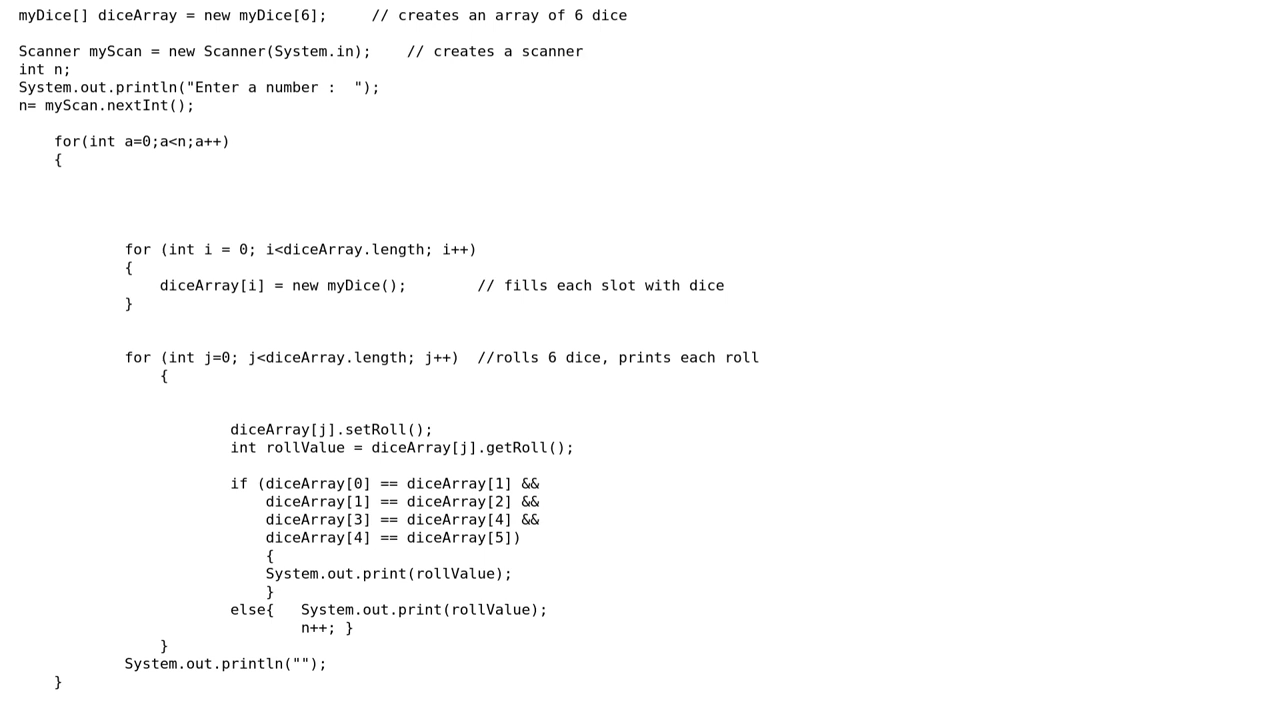 myDice[] diceArray = new myDice[6];     // creates an array of 6 dice
Scanner myScan = new Scanner(System.in);    // creates a scanner
int n;
System.out.println("Enter a number :  ");
n= myScan.nextInt();
    for(int a=0;a<n;a++)
    {
            for (int i = 0; i<diceArray.length; i++)
            {
                diceArray[i] = new myDice();        // fills each slot with dice
            }
            for (int j=0; j<diceArray.length; j++)  //rolls 6 dice, prints each roll
                {
                        diceArray[j].setRoll();
                        int rollValue = diceArray[j].getRoll();
                        if (diceArray[0] == diceArray[1] &&
                            diceArray[1] == diceArray[2] &&
                            diceArray[3] == diceArray[4] &&
                            diceArray[4] == diceArray[5])
                            {
                            System.out.print(rollValue);
                            }
                        else{   System.out.print(rollValue);
                                n++; }
                }
            System.out.println("");
    }